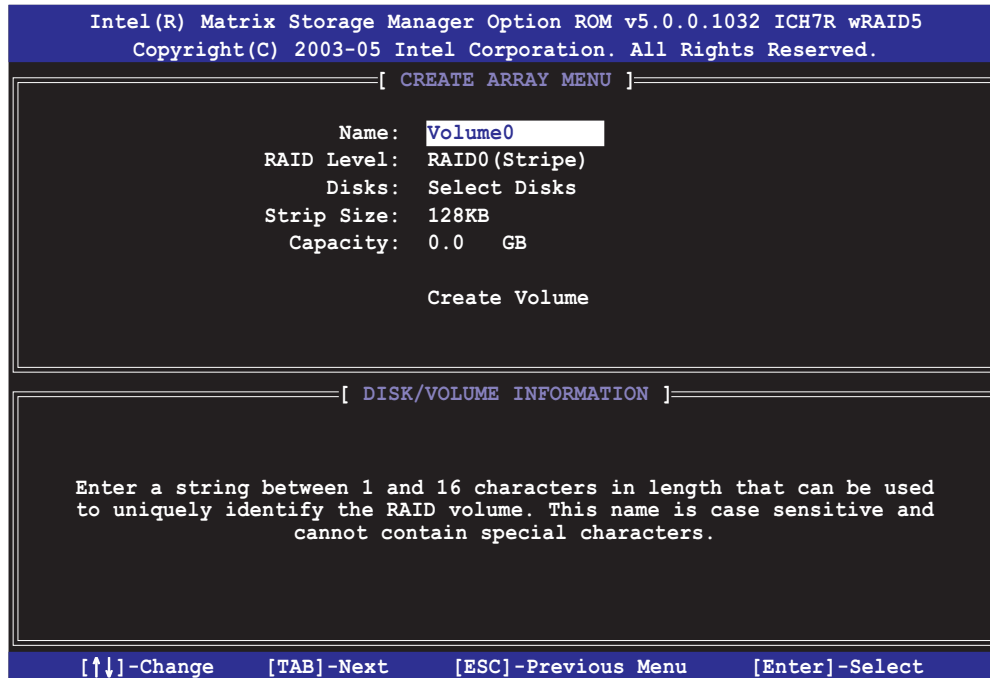 Intel(R) Matrix Storage Manager Option ROM v5.0.0.1032 ICH7R wRAID5
Copyright(C) 2003-05 Intel Corporation. All Rights Reserved.
[ CREATE ARRAY MENU ]
Name: Volume0
RAID Level: RAID0(Stripe)
Disks: Select Disks
Strip Size: 128KB
Capacity: 0.0 GB
Create Volume
[ DISK/VOLUME INFORMATION ]
Enter a string between 1 and 16 characters in length that can be used
to uniquely identify the RAID volume. This name is case sensitive and
cannot contain special characters.
[↑↓]-Change [TAB]-Next [ESC]-Previous Menu [Enter]-Select